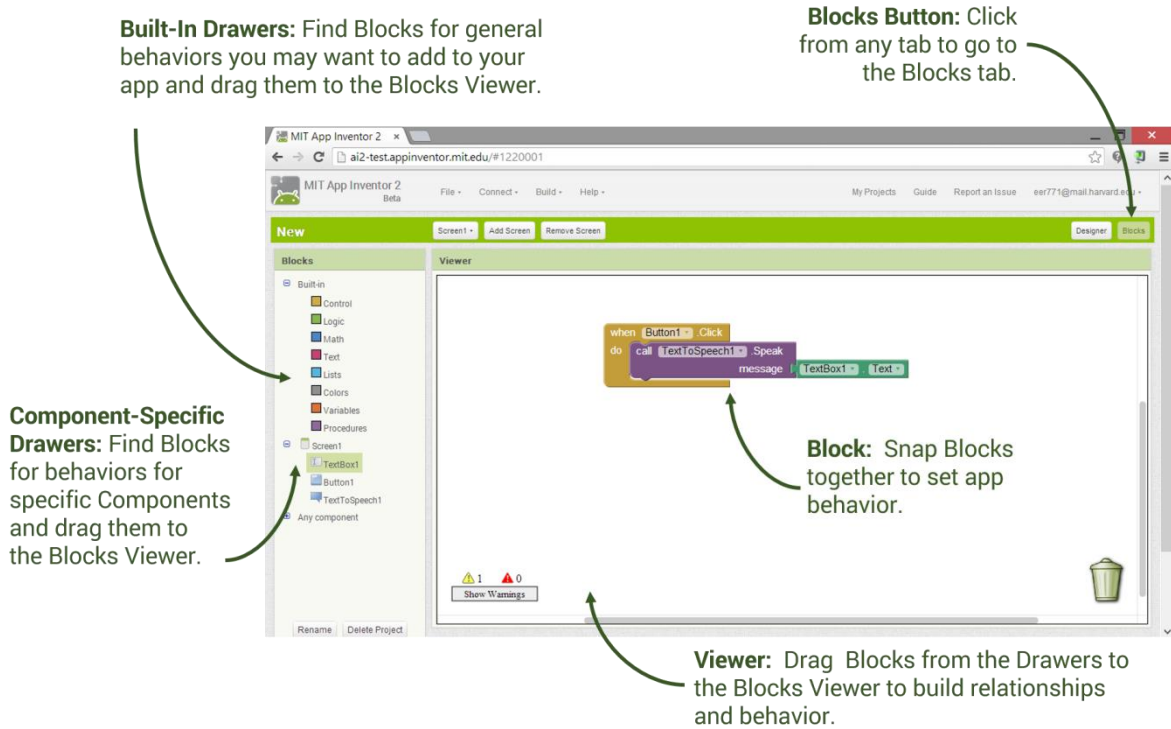 Built-In Drawers: Find Blocks for general
behaviors you may want to add to your
app and drag them to the Blocks Viewer.
Blocks Button: Click
from any tab to go to
the Blocks tab.
MIT App Inventor 2
ai2-test.appinventor.mit.edu/#1220001
MIT App Inventor 2
Beta
File
Connect
Build
Help
My Projects
Guide
Report an Issue
eer771@mail.harvard.edu
New
Screen1
Add Screen
Remove Screen
Designer
Blocks
Blocks
Viewer
Built-in
Control
Logic
Math
Text
Lists
Colors
Variables
Procedures
Screen1
TextBox1
Button1
TextToSpeech1
Any component
Rename
Delete Project
when Button1 .Click
do call TextToSpeech1 .Speak
message TextBox1 . Text
1 0
Show Warnings
Component-Specific
Drawers: Find Blocks
for behaviors for
specific Components
and drag them to
the Blocks Viewer.
Block: Snap Blocks
together to set app
behavior.
Viewer: Drag Blocks from the Drawers to
the Blocks Viewer to build relationships
and behavior.